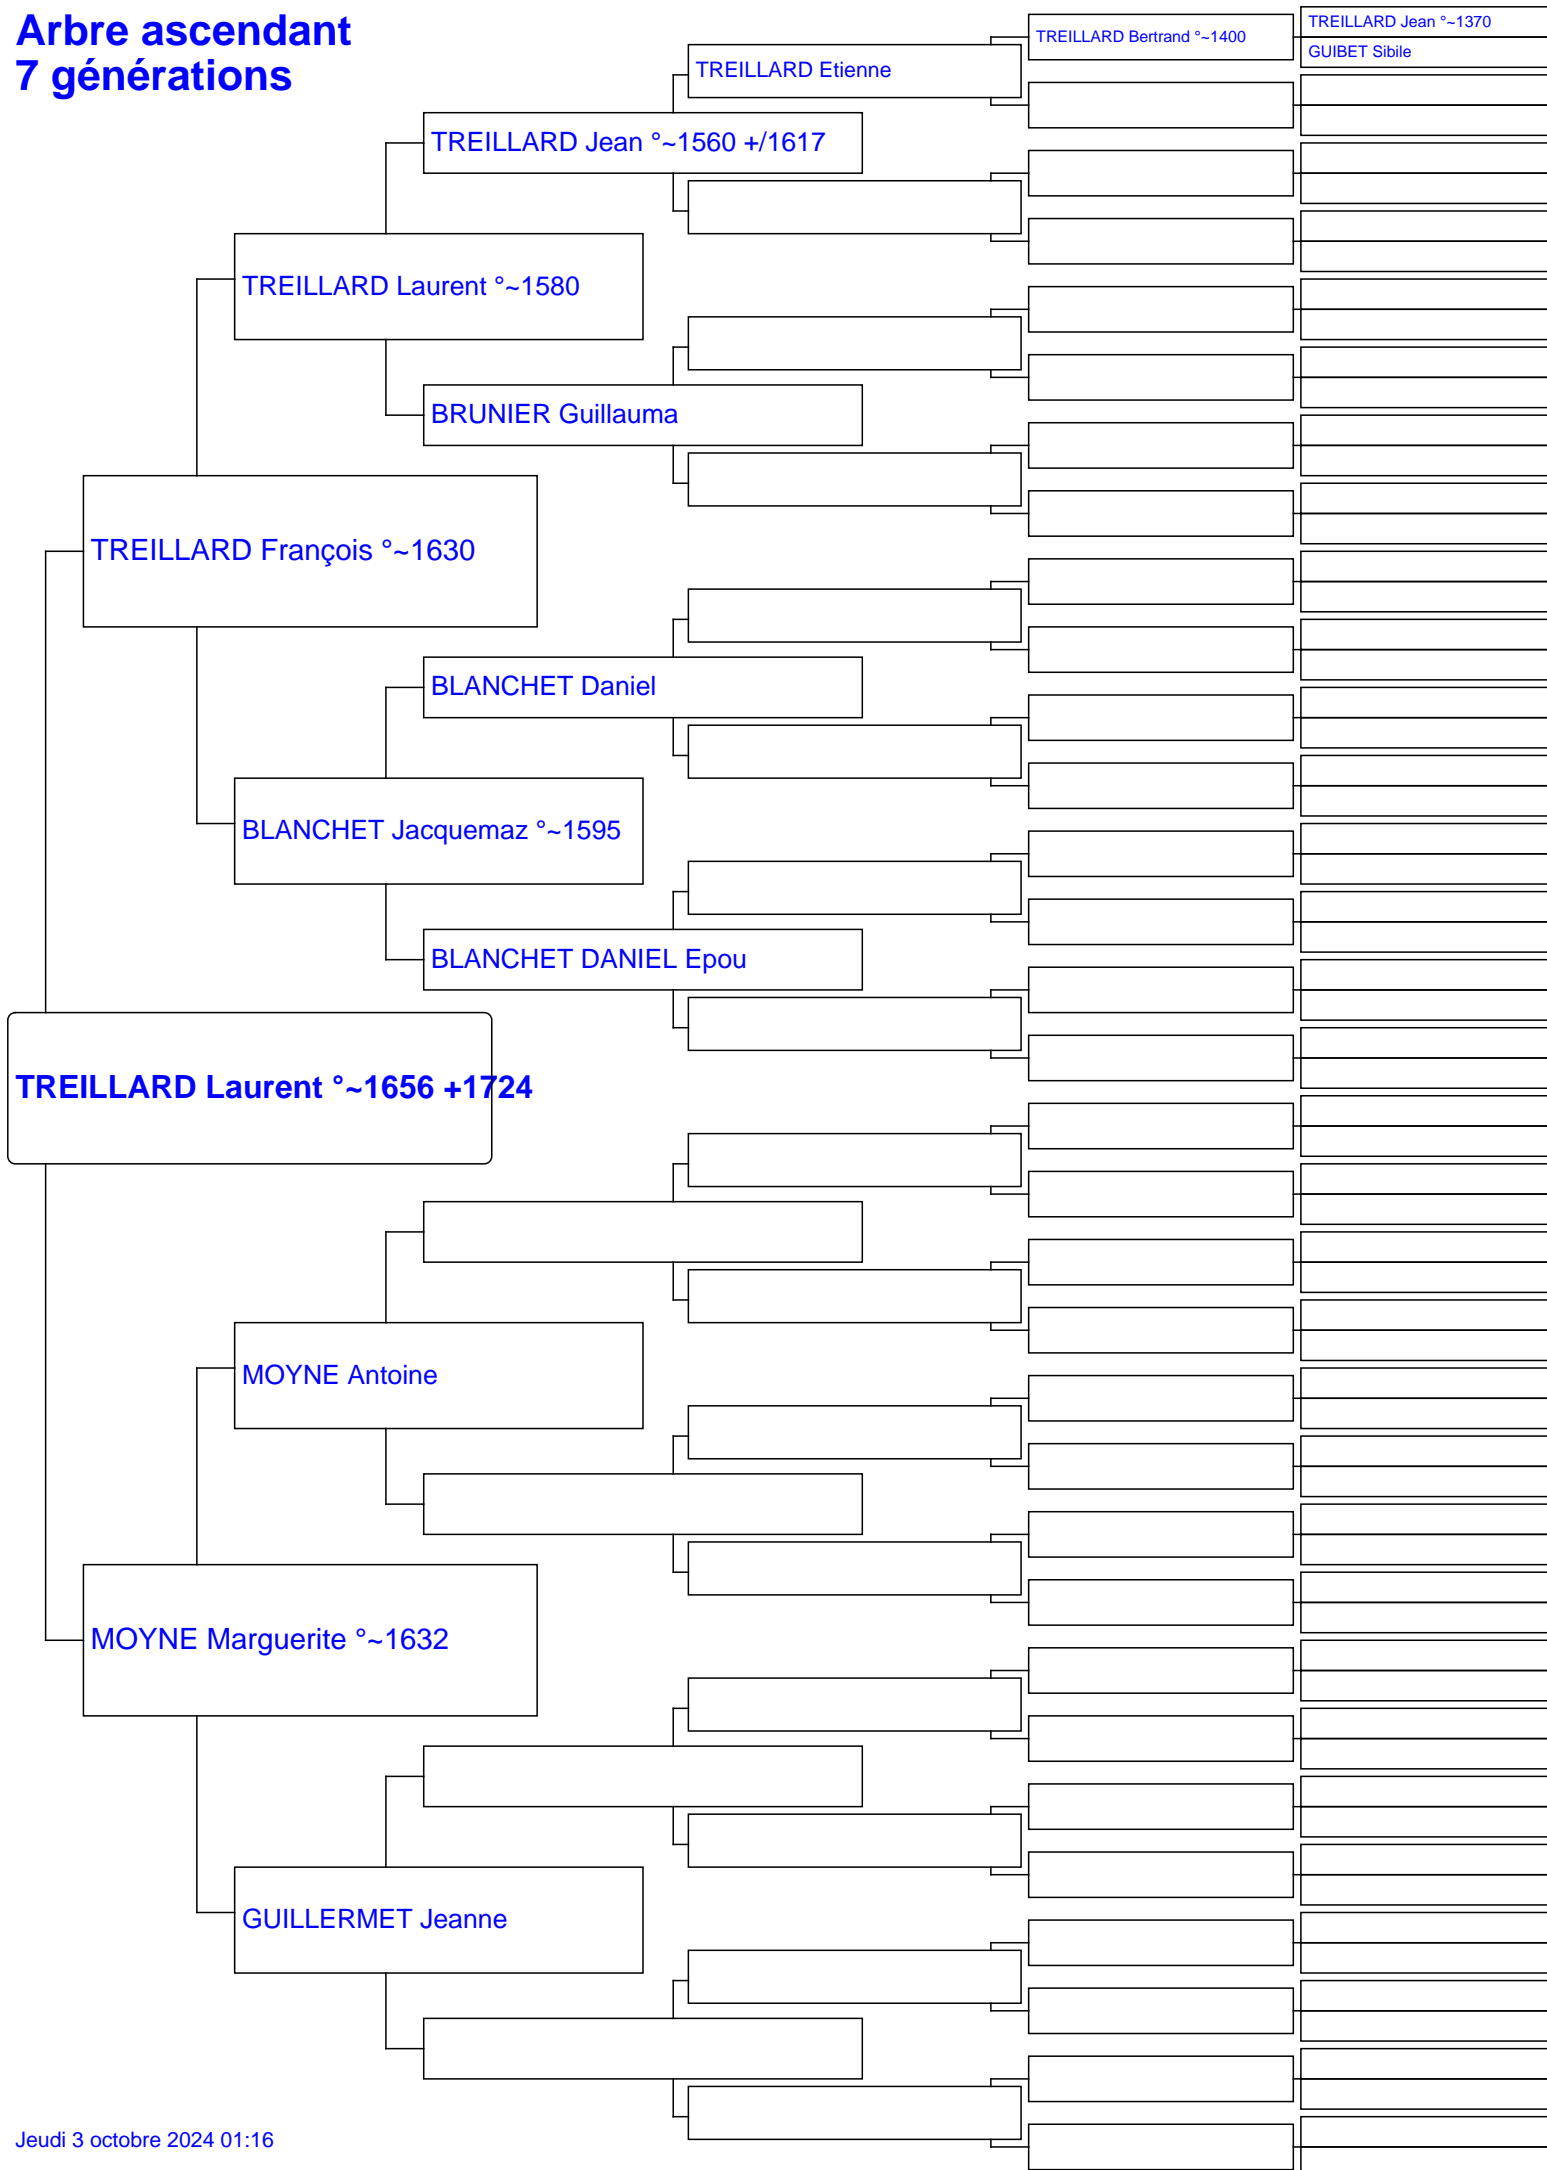 Arbre ascendant
7 générations
TREILLARD Jean °~1370
TREILLARD Bertrand °~1400
GUIBET Sibile
TREILLARD Etienne
TREILLARD Jean °~1560 +/1617
TREILLARD Laurent °~1580
BRUNIER Guillauma
TREILLARD François °~1630
BLANCHET Daniel
BLANCHET Jacquemaz °~1595
BLANCHET DANIEL Epou
TREILLARD Laurent °~1656 +1724
MOYNE Antoine
MOYNE Marguerite °~1632
GUILLERMET Jeanne
Jeudi 3 octobre 2024 01:16